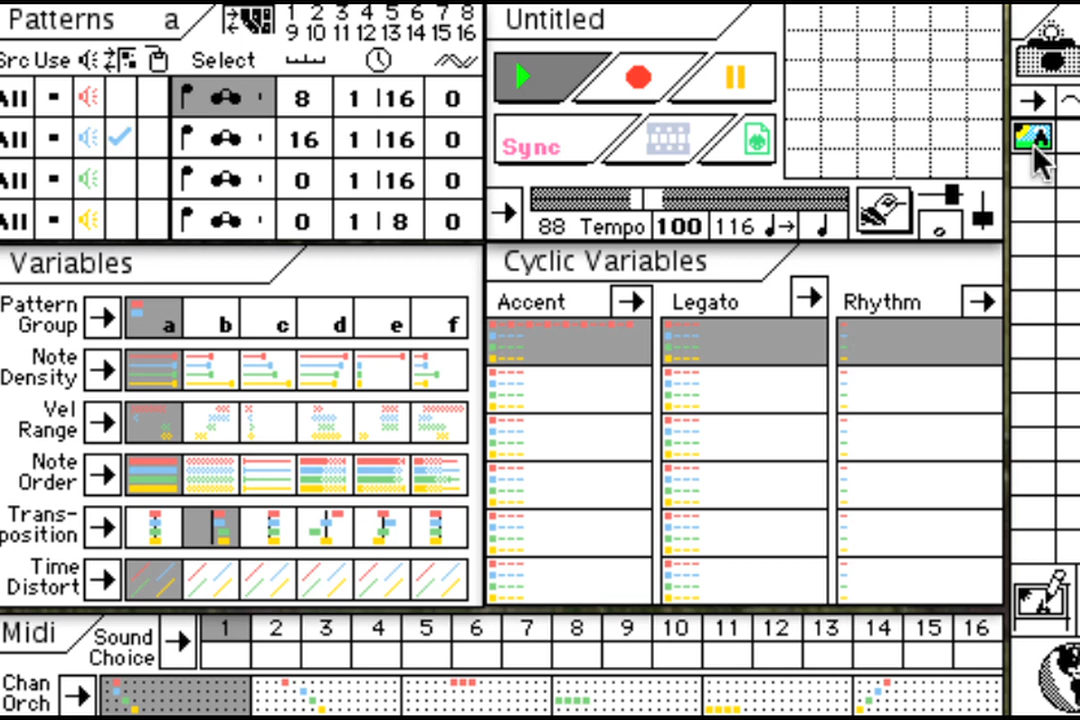 Patterns a
1 2 3 4 5 6 7 8
9 10 11 12 13 14 15 16
Src Use Select
All 8 1 |16 0
All 16 1 |16 0
All 0 1 |16 0
All 0 1 | 8 0
Untitled
Sync
88 Tempo 100 116
Variables
Pattern
Group
a b c d e f
Note
Density
Vel
Range
Note
Order
Trans-
position
Time
Distort
Cyclic Variables
Accent Legato Rhythm
Midi
Sound
Choice
1 2 3 4 5 6 7 8 9 10 11 12 13 14 15 16
Chan
Orch